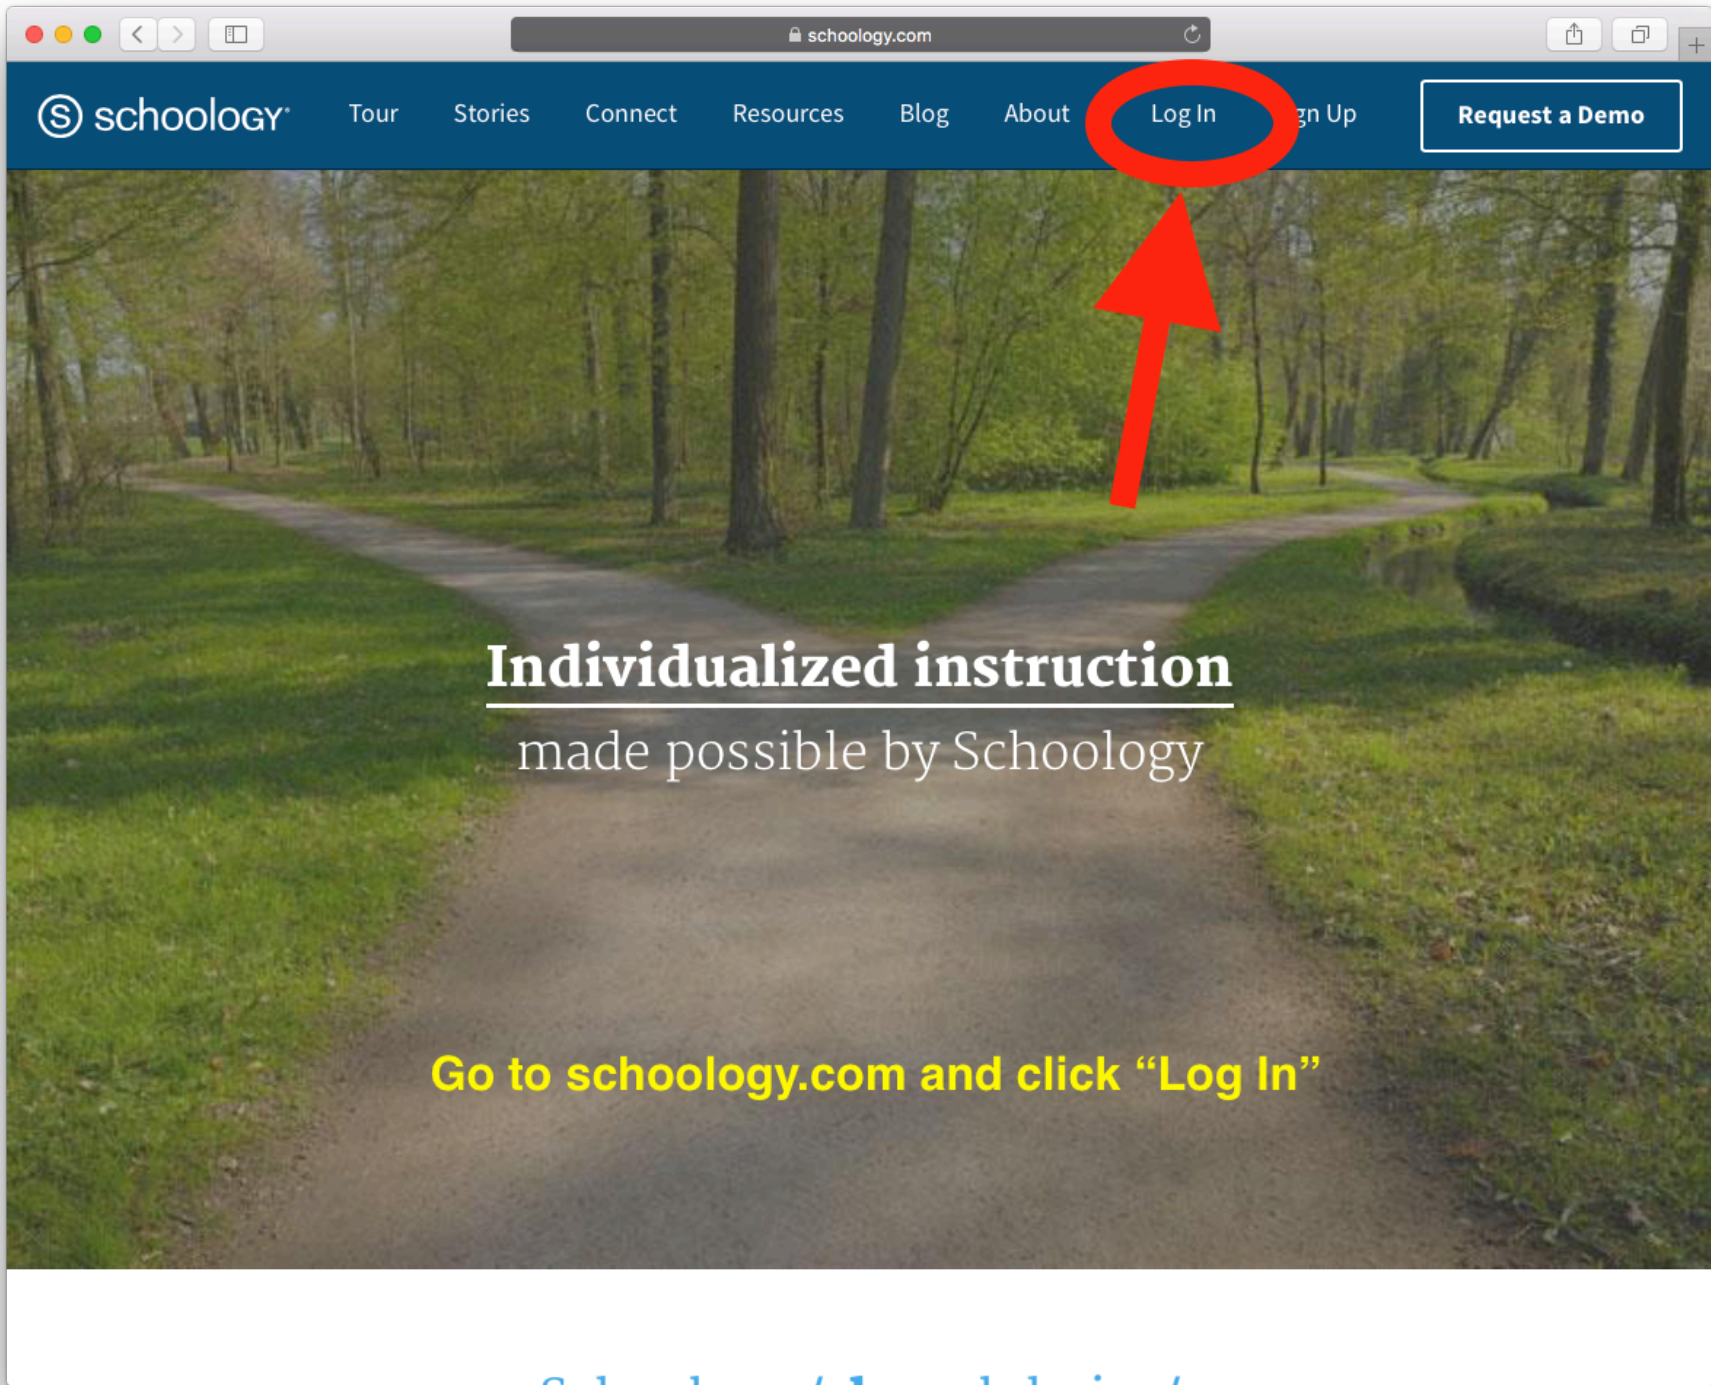 schoology.com
schoology
Tour Stories Connect Resources Blog About Log In Up Request a Demo
Individualized instruction
made possible by Schoology
Go to schoology.com and click “Log In”